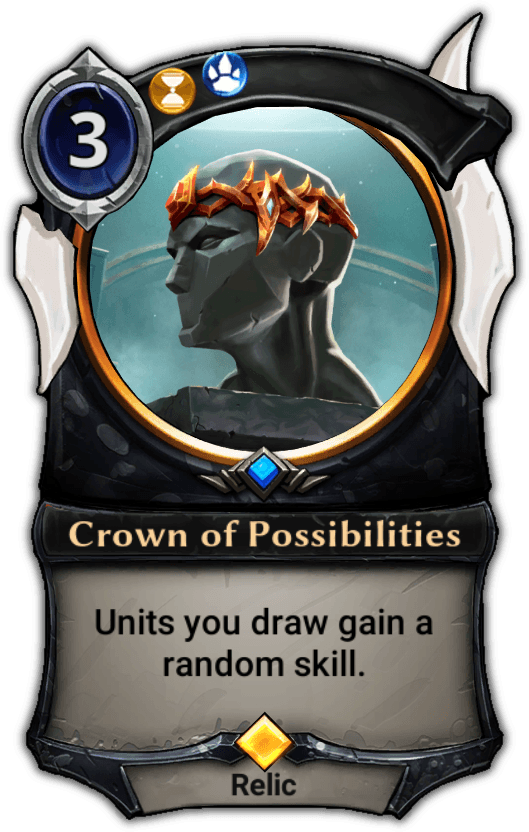 3
Crown of Possibilities
Units you draw gain a
random skill.
Relic